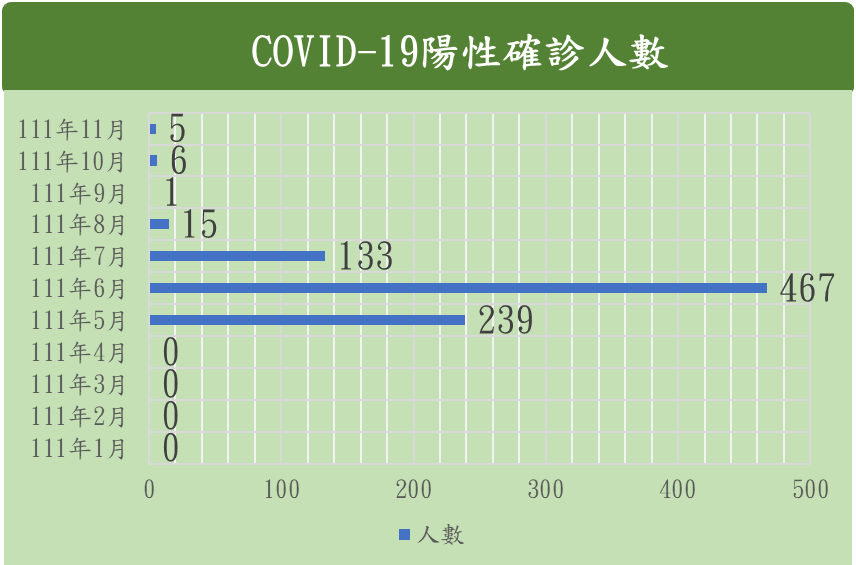 COVID-19陽性確診人數
111年11月 5
111年10月 6
111年9月 1
111年8月 15
111年7月 133
111年6月 467
111年5月 239
111年4月 0
111年3月 0
111年2月 0
111年1月 0
0 100 200 300 400 500
人數